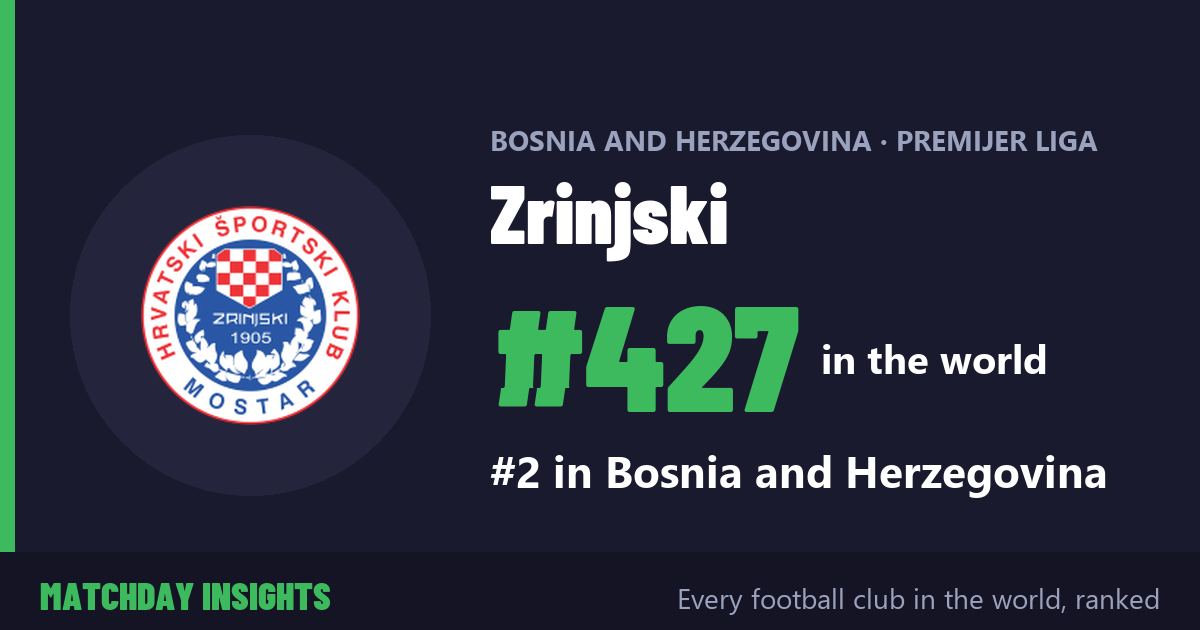 BOSNIA AND HERZEGOVINA · PREMIJER LIGA
Zrinjski
#427 in the world
#2 in Bosnia and Herzegovina
HRVATSKI ŠPORTSKI KLUB
ZRINJSKI
1905
MOSTAR
MATCHDAY INSIGHTS
Every football club in the world, ranked